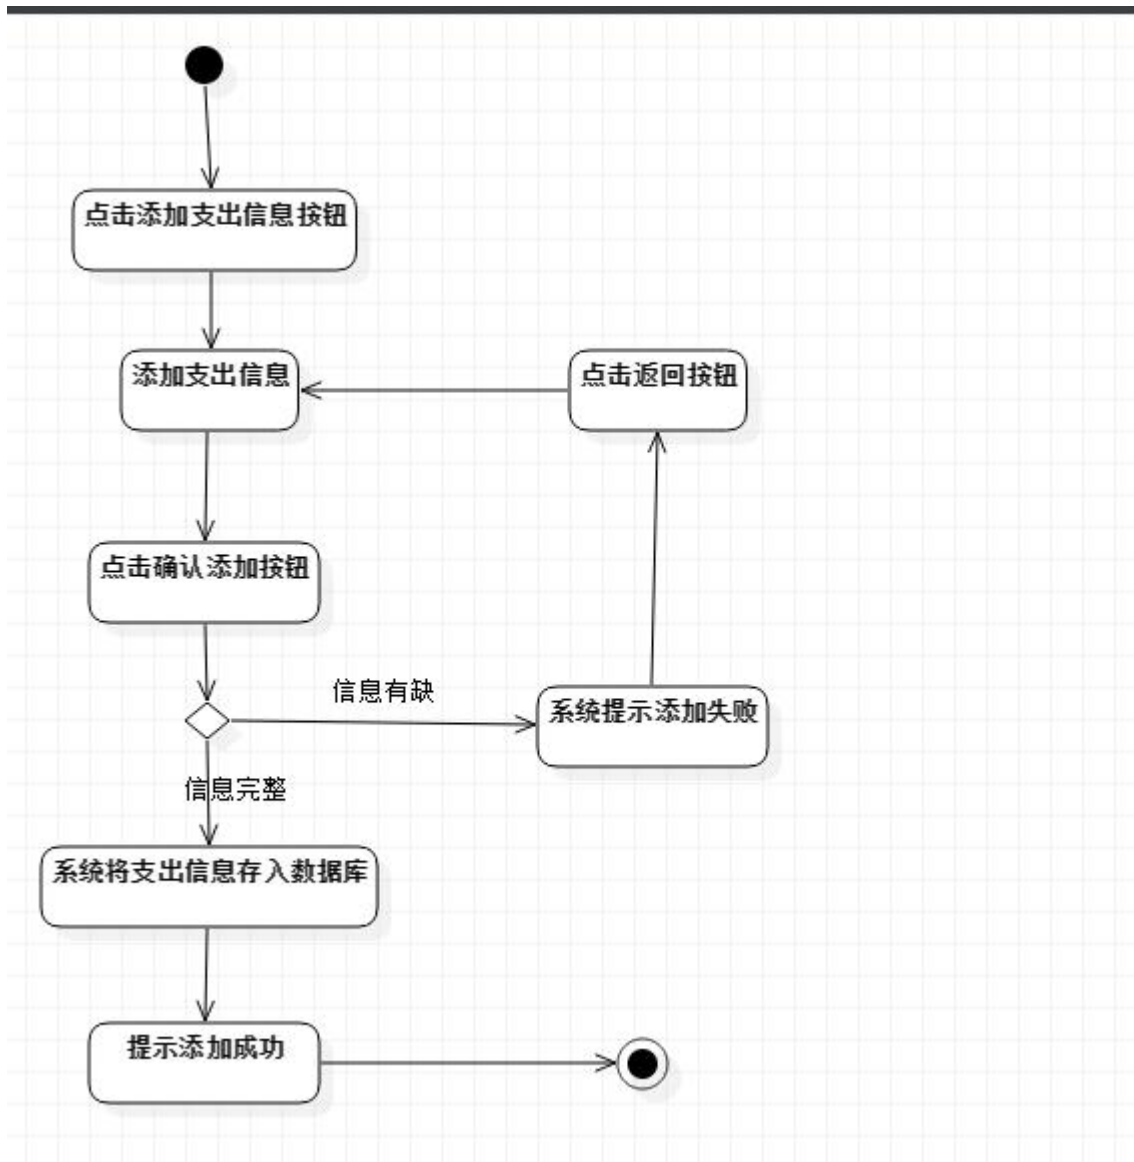 点击添加支出信息按钮
添加支出信息
点击返回按钮
点击确认添加按钮
信息有缺
系统提示添加失败
信息完整
系统将支出信息存入数据库
提示添加成功